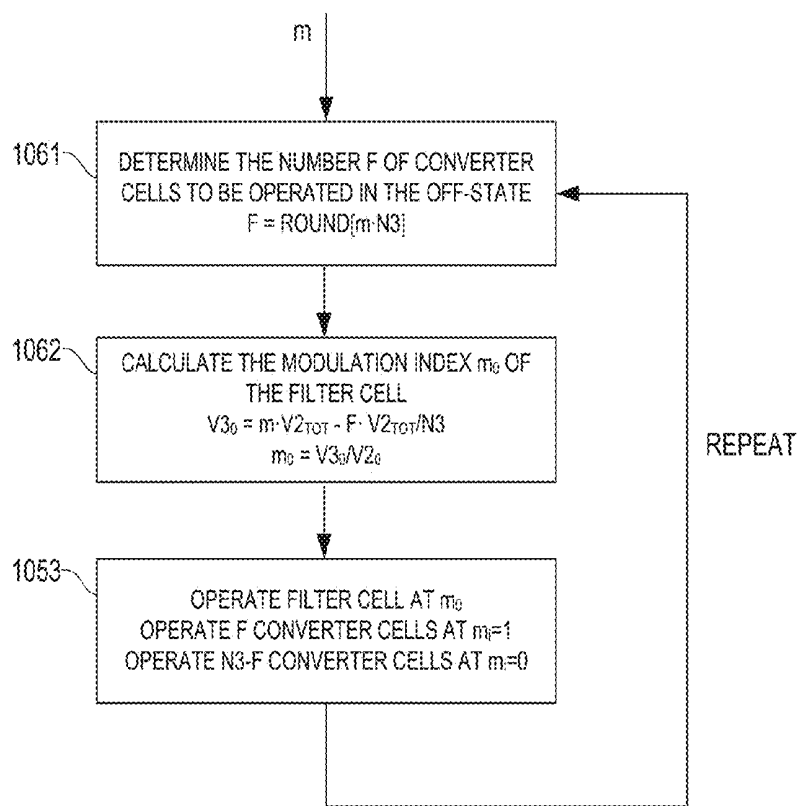 m
1061
DETERMINE THE NUMBER F OF CONVERTER
CELLS TO BE OPERATED IN THE OFF-STATE
F = ROUND[m·N3]
1062
CALCULATE THE MODULATION INDEX m₀ OF
THE FILTER CELL
V3₀ = m·V2TOT - F· V2TOT/N3
m₀ = V3₀/V2₀
REPEAT
1053
OPERATE FILTER CELL AT m₀
OPERATE F CONVERTER CELLS AT mᵢ=1
OPERATE N3-F CONVERTER CELLS AT mᵢ=0